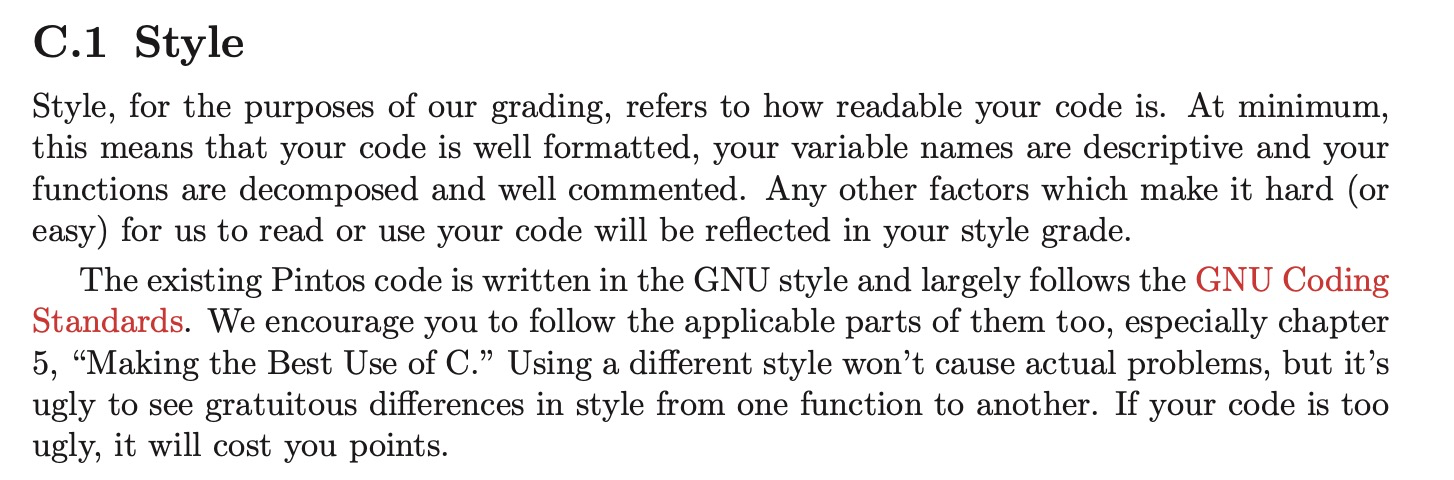 C.1 Style
Style, for the purposes of our grading, refers to how readable your code is. At minimum,
this means that your code is well formatted, your variable names are descriptive and your
functions are decomposed and well commented. Any other factors which make it hard (or
easy) for us to read or use your code will be reflected in your style grade.
The existing Pintos code is written in the GNU style and largely follows the GNU Coding
Standards. We encourage you to follow the applicable parts of them too, especially chapter
5, “Making the Best Use of C.” Using a different style won’t cause actual problems, but it’s
ugly to see gratuitous differences in style from one function to another. If your code is too
ugly, it will cost you points.